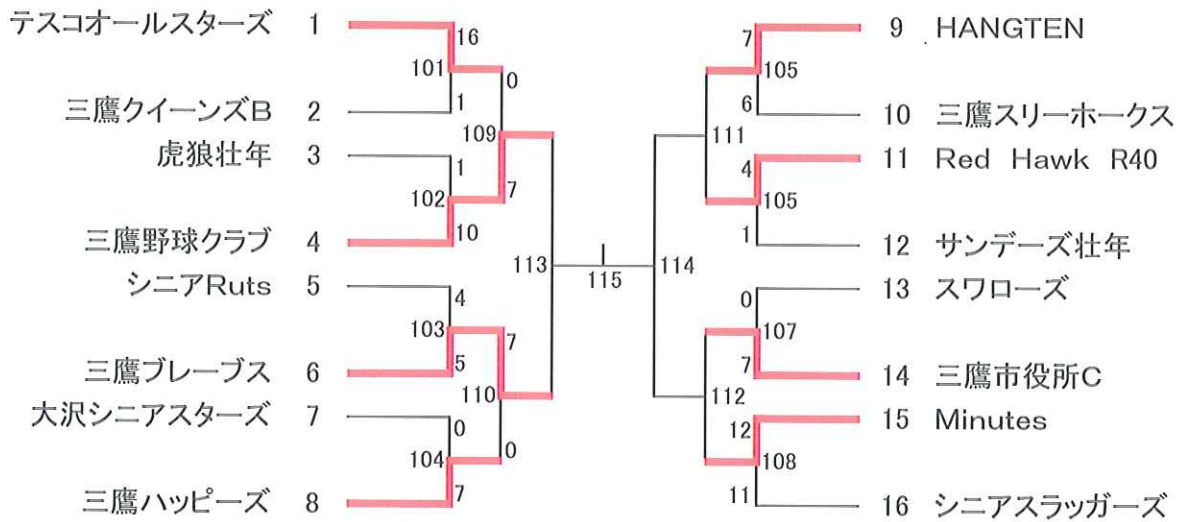 テスコオールスターズ 1
16
101
0
三鷹クイーンズB 2
1
109
虎狼壮年 3
1
102
7
三鷹野球クラブ 4
10
113
シニアRuts 5
4
103
7
三鷹ブレーブス 6
5
110
大沢シニアスターズ 7
0
104
0
三鷹ハッピーズ 8
7
115
7
9 HANGTEN
105
6
10 三鷹スリーホークス
111
4
11 Red Hawk R40
105
1
12 サンデーズ壮年
114
0
13 スワローズ
107
7
14 三鷹市役所C
112
12
15 Minutes
108
11
16 シニアスラッガーズ